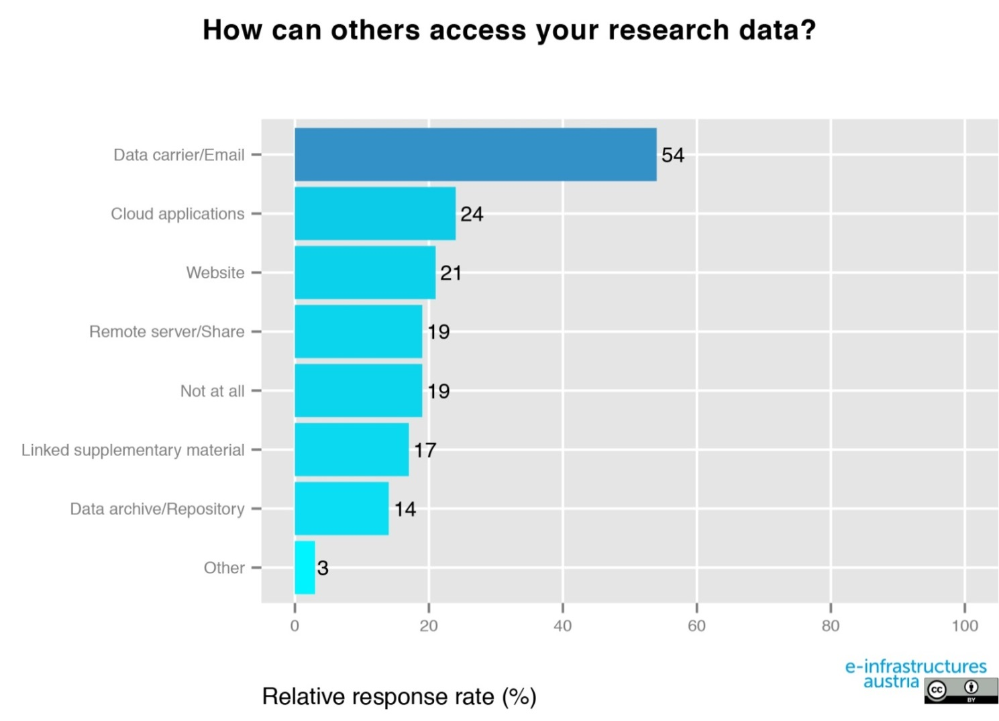 How can others access your research data?
Data carrier/Email
54
Cloud applications
24
Website
21
Remote server/Share
19
Not at all
19
Linked supplementary material
17
Data archive/Repository
14
Other
3
0 20 40 60 80 100
Relative response rate (%)
e-infrastructures
austria
cc
BY